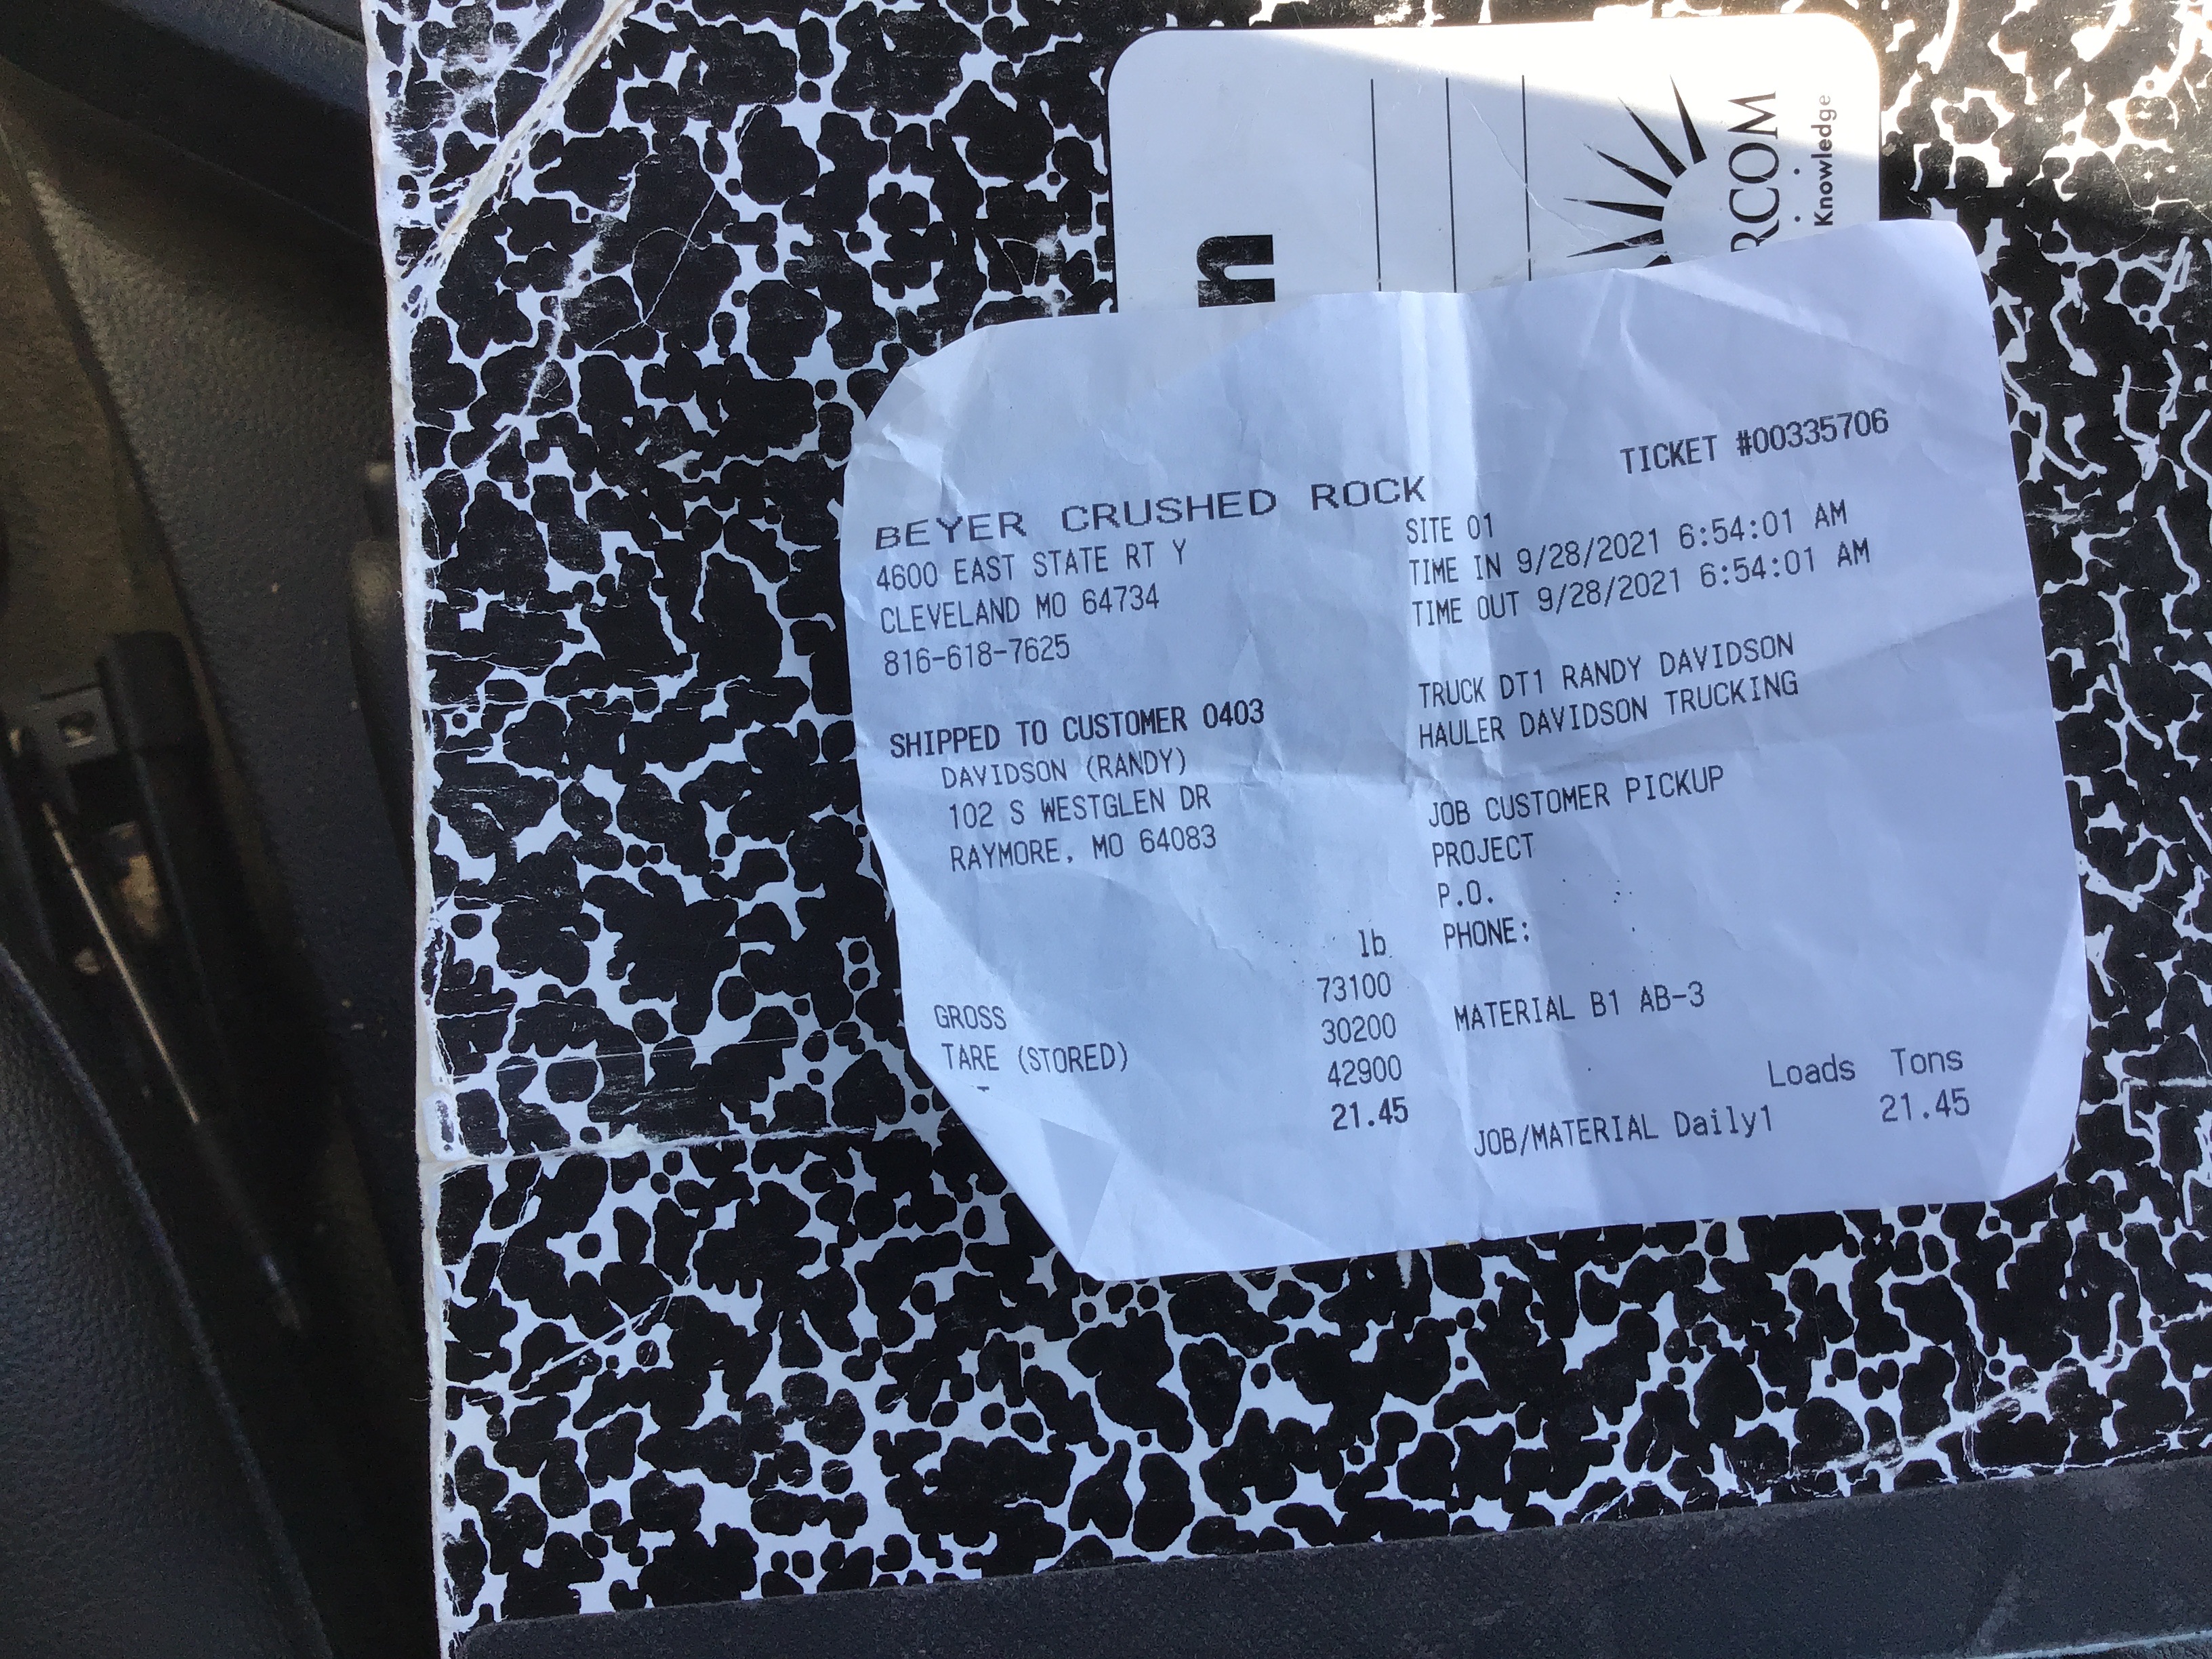 n
RCOM
Knowledge
TICKET #00335706
BEYER CRUSHED ROCK
4600 EAST STATE RT Y
CLEVELAND MO 64734
816-618-7625
SITE 01
TIME IN 9/28/2021 6:54:01 AM
TIME OUT 9/28/2021 6:54:01 AM
TRUCK DT1 RANDY DAVIDSON
HAULER DAVIDSON TRUCKING
SHIPPED TO CUSTOMER 0403
DAVIDSON (RANDY)
102 S WESTGLEN DR
RAYMORE, MO 64083
JOB CUSTOMER PICKUP
PROJECT
P.O.
PHONE:
lb
GROSS 73100
TARE (STORED) 30200
42900
21.45
MATERIAL B1 AB-3
Loads Tons
JOB/MATERIAL Daily1 21.45